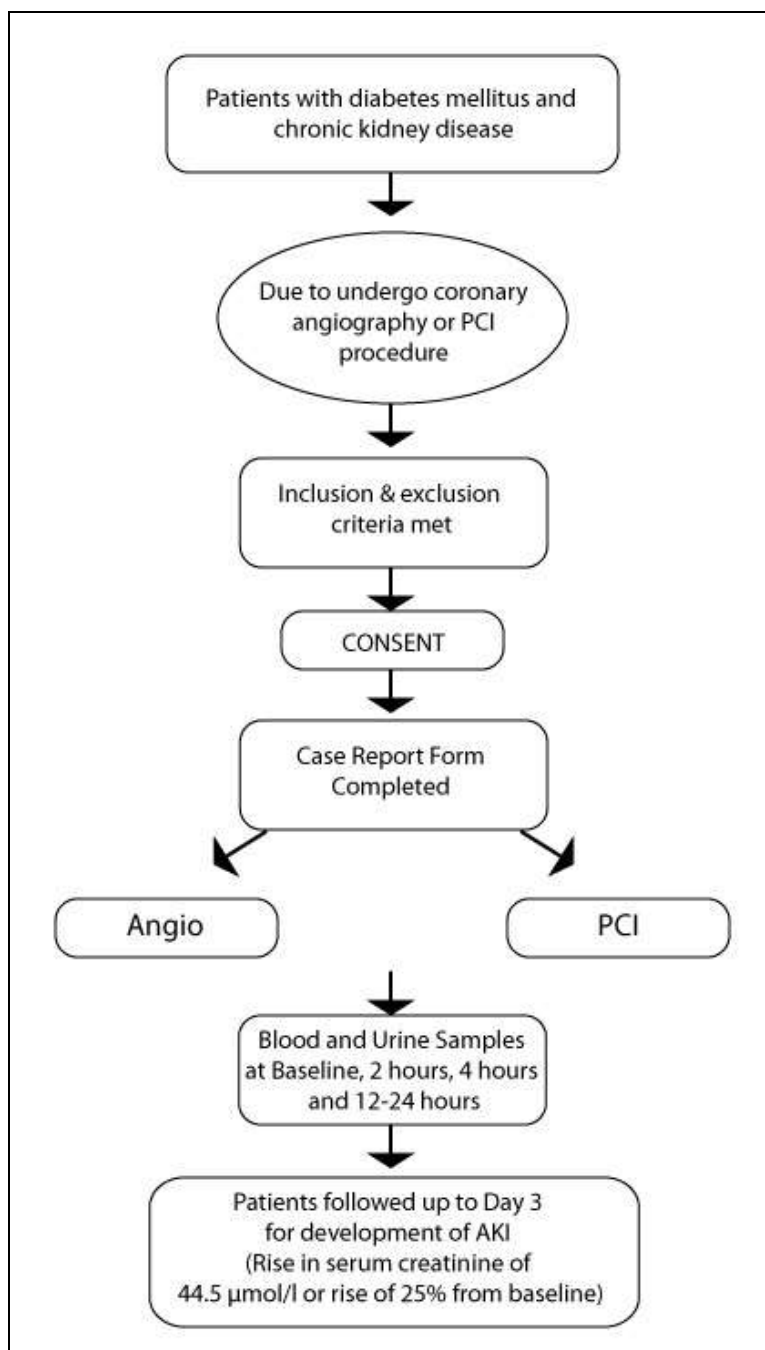 Patients with diabetes mellitus and
chronic kidney disease
Due to undergo coronary
angiography or PCI
procedure
Inclusion & exclusion
criteria met
CONSENT
Case Report Form
Completed
Angio
PCI
Blood and Urine Samples
at Baseline, 2 hours, 4 hours
and 12-24 hours
Patients followed up to Day 3
for development of AKI
(Rise in serum creatinine of
44.5 μmol/l or rise of 25% from baseline)